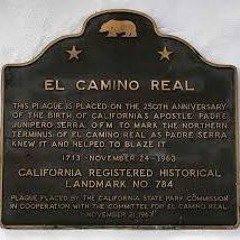 EL CAMINO REAL
THIS PLAQUE IS PLACED ON THE 250TH ANNIVERSARY
OF THE BIRTH OF CALIFORNIA'S APOSTLE, PADRE
JUNIPERO SERRA, O.F.M. TO MARK THE NORTHERN
TERMINUS OF EL CAMINO REAL AS PADRE SERRA
KNEW IT AND HELPED TO BLAZE IT.
1713 - NOVEMBER 24 - 1963
CALIFORNIA REGISTERED HISTORICAL
LANDMARK NO. 784
PLAQUE PLACED BY THE CALIFORNIA STATE PARK COMMISSION
IN COOPERATION WITH THE COMMITTEE FOR EL CAMINO REAL
NOVEMBER 21, 1963